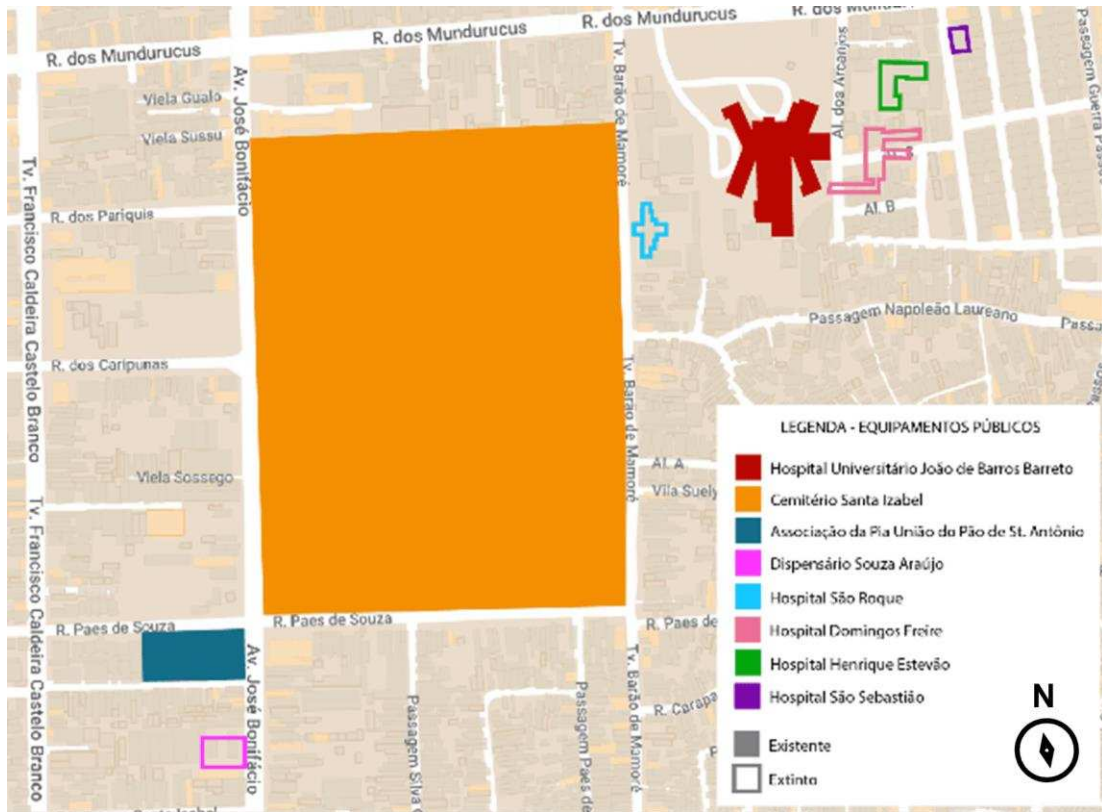 R. dos Mundurucus
R. dos Mundurucus
R. dos Mundurucus
Viela Gualo
Viela Sussu
Av. José Bonifácio
Tv. Barão de Mamoré
Al. dos Arcanjos
Tv. Francisco Caldeira Castelo Branco
R. dos Pariquis
Al. B
Passagem Napoleão Laureano
R. dos Caripunas
Tv. Barão de Mamoré
Viela Sossego
Al. A
Vila Suely
Tv. Francisco Caldeira Castelo Branco
R. Paes de Souza
R. Paes de Souza
R. Paes de
Av. José Bonifácio
Passagem Silva
Passagem Paes de
Tv. Barão de Mamoré
R. Carapa
LEGENDA - EQUIPAMENTOS PÚBLICOS
Hospital Universitário João de Barros Barreto
Cemitério Santa Izabel
Associação da Pia União do Pão de St. Antônio
Dispensário Souza Araújo
Hospital São Roque
Hospital Domingos Freire
Hospital Henrique Estevão
Hospital São Sebastião
Existente
Extinto
N